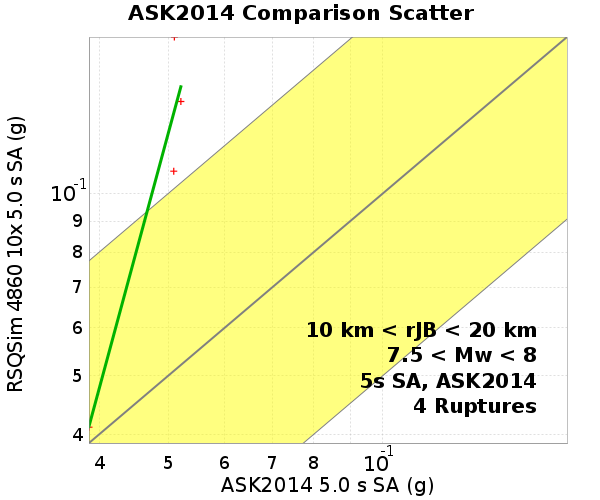 ASK2014 Comparison Scatter
RSQSim 4860 10x 5.0 s SA (g)
10-1
9
8
7
6
5
4
10 km < rJB < 20 km
7.5 < Mw < 8
5s SA, ASK2014
4 Ruptures
4 5 6 7 8 10-1
ASK2014 5.0 s SA (g)